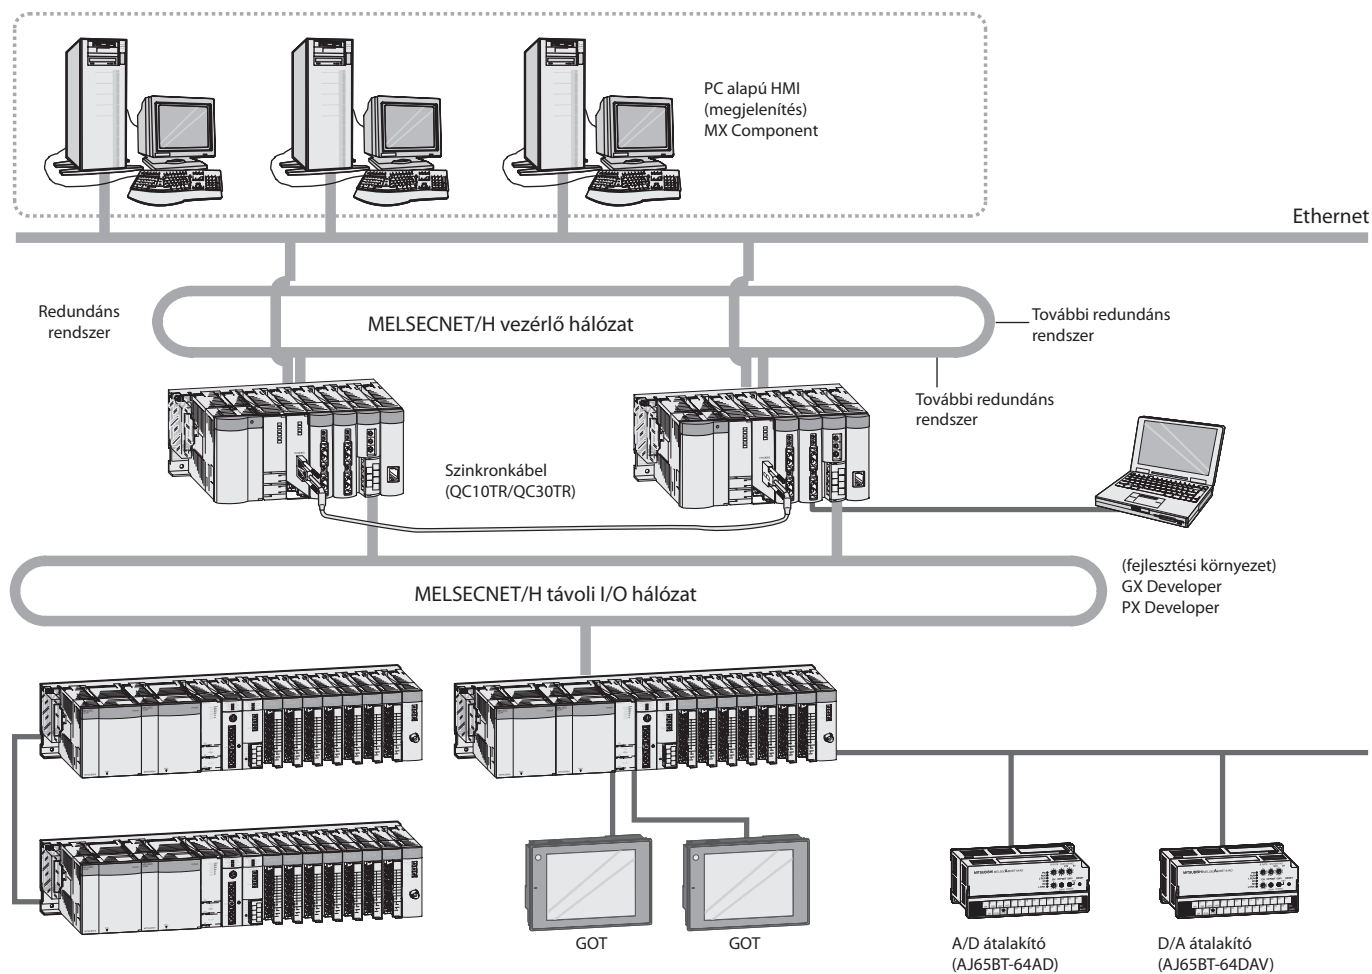 PC alapú HMI
(megjelenítés)
MX Component
Ethernet
Redundáns
rendszer
MELSECNET/H vezérlő hálózat
További redundáns
rendszer
További redundáns
rendszer
Szinkronkábel
(QC10TR/QC30TR)
(fejlesztési környezet)
GX Developer
PX Developer
MELSECNET/H távoli I/O hálózat
GOT
GOT
A/D átalakító
(AJ65BT-64AD)
D/A átalakító
(AJ65BT-64DAV)